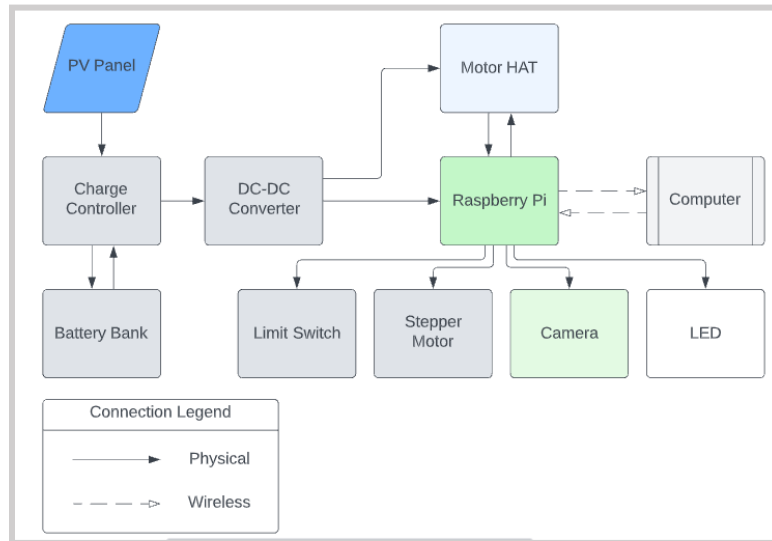 PV Panel
Motor HAT
Charge
Controller
DC-DC
Converter
Raspberry Pi
Computer
Battery Bank
Limit Switch
Stepper
Motor
Camera
LED
Connection Legend
Physical
Wireless